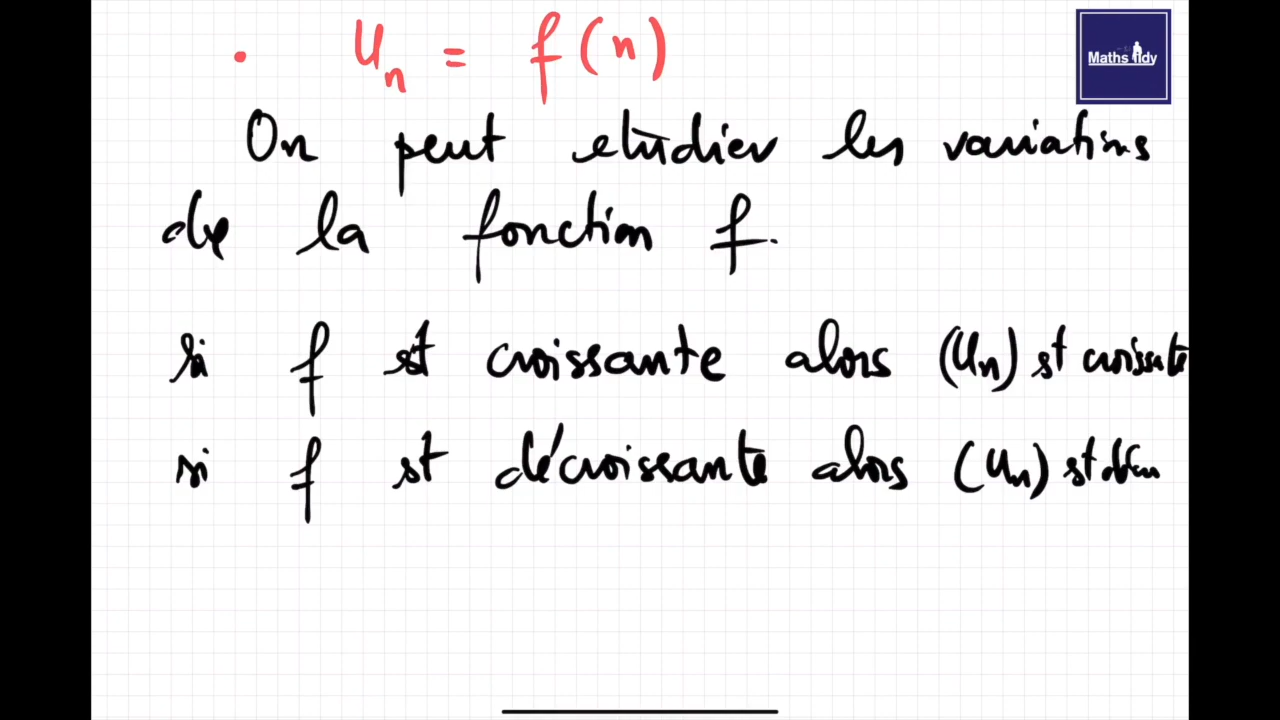 • Un = f(n)
Maths
On peut etudier les variations
de la fonction f.
si f est croissante alors (Un) est croissante
si f est décroissante alors (Un) est